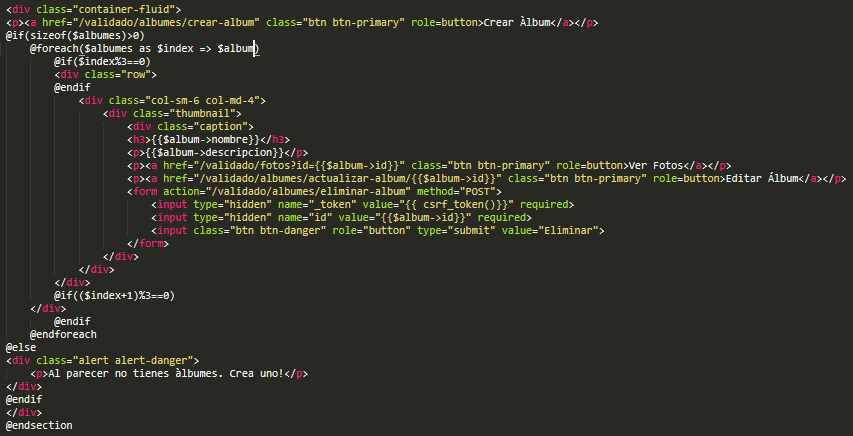 <div class="container-fluid">
<p><a href="/validado/albumes/crear-album" class="btn btn-primary" role=button>Crear Àlbum</a></p>
@if(sizeof($albumes)>0)
@foreach($albumes as $index => $album)
@if($index%3==0)
<div class="row">
@endif
<div class="col-sm-6 col-md-4">
<div class="thumbnail">
<div class="caption">
<h3>{{$album->nombre}}</h3>
<p>{{$album->descripcion}}</p>
<p><a href="/validado/fotos?id={{$album->id}}" class="btn btn-primary" role=button>Ver Fotos</a></p>
<p><a href="/validado/albumes/actualizar-album/{{$album->id}}" class="btn btn-primary" role=button>Editar Álbum</a></p>
<form action="/validado/albumes/eliminar-album" method="POST">
<input type="hidden" name="_token" value="{{ csrf_token()}}" required>
<input type="hidden" name="id" value="{{$album->id}}" required>
<input class="btn btn-danger" role="button" type="submit" value="Eliminar">
</form>
</div>
</div>
</div>
@if(($index+1)%3==0)
</div>
@endif
@endforeach
@else
<div class="alert alert-danger">
<p>Al parecer no tienes àlbumes. Crea uno!</p>
</div>
@endif
</div>
@endsection